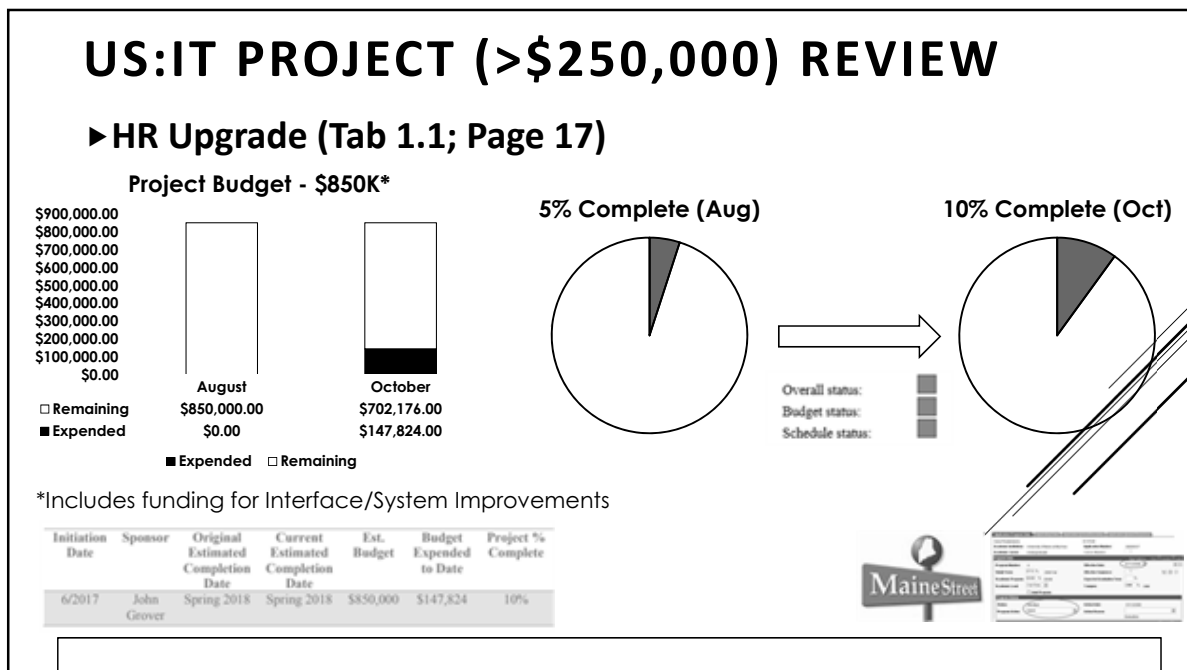 US:IT PROJECT (>$250,000) REVIEW
▶HR Upgrade (Tab 1.1; Page 17)
Project Budget - $850K*
$900,000.00
$800,000.00
$700,000.00
$600,000.00
$500,000.00
$400,000.00
$300,000.00
$200,000.00
$100,000.00
$0.00
August October
Remaining $850,000.00 $702,176.00
Expended $0.00 $147,824.00
Expended Remaining
5% Complete (Aug)
10% Complete (Oct)
Overall status:
Budget status:
Schedule status:
*Includes funding for Interface/System Improvements
Initiation Date Sponsor Original Estimated Completion Date Current Estimated Completion Date Est. Budget Budget Expended to Date Project % Complete
6/2017 John Grover Spring 2018 Spring 2018 $850,000 $147,824 10%
MaineStreet